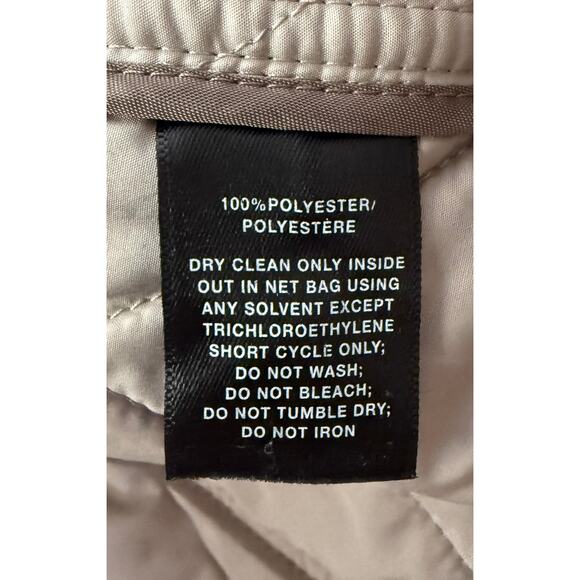 100%POLYESTER/
POLYESTÈRE
DRY CLEAN ONLY INSIDE
OUT IN NET BAG USING
ANY SOLVENT EXCEPT
TRICHLOROETHYLENE
SHORT CYCLE ONLY;
DO NOT WASH;
DO NOT BLEACH;
DO NOT TUMBLE DRY;
DO NOT IRON